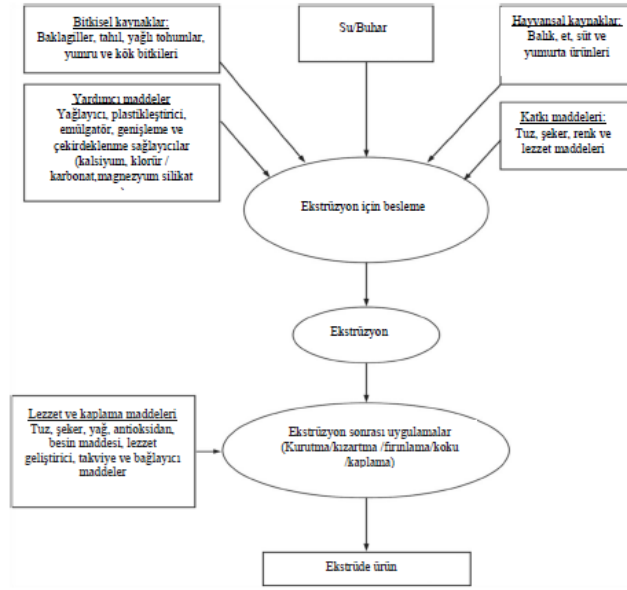 Bitkisel kaynaklar:
Baklagiller, tahıl, yağlı tohumlar,
yumru ve kök bitkileri
Su/Buhar
Hayvansal kaynaklar:
Balık, et, süt ve
yumurta ürünleri
Yardımcı maddeler
Yağlayıcı, plastikleştirici,
emülgatör, genişleme ve
çekirdeklenme sağlayıcılar
(kalsiyum, klorür /
karbonat,magnezyum silikat
Katkı maddeleri:
Tuz, şeker, renk ve
lezzet maddeleri
Ekstrüzyon için besleme
Ekstrüzyon
Lezzet ve kaplama maddeleri
Tuz, şeker, yağ, antioksidan,
besin maddesi, lezzet
geliştirici, takviye ve bağlayıcı
maddeler
Ekstrüzyon sonrası uygulamalar
(Kurutma/kızartma /fırınlama/koku
/kaplama)
Ekstrüde ürün